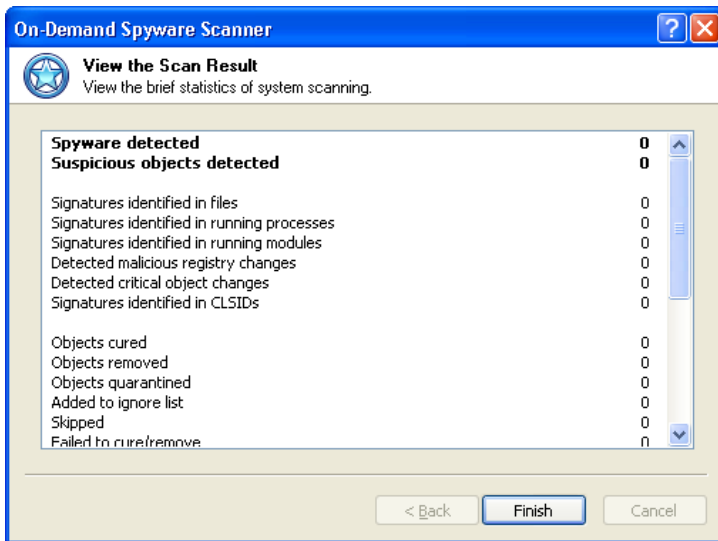 On-Demand Spyware Scanner
View the Scan Result
View the brief statistics of system scanning.
Spyware detected 0
Suspicious objects detected 0
Signatures identified in files 0
Signatures identified in running processes 0
Signatures identified in running modules 0
Detected malicious registry changes 0
Detected critical object changes 0
Signatures identified in CLSIDs 0
Objects cured 0
Objects removed 0
Objects quarantined 0
Added to ignore list 0
Skipped 0
Failed to cure/remove 0
< Back Finish Cancel